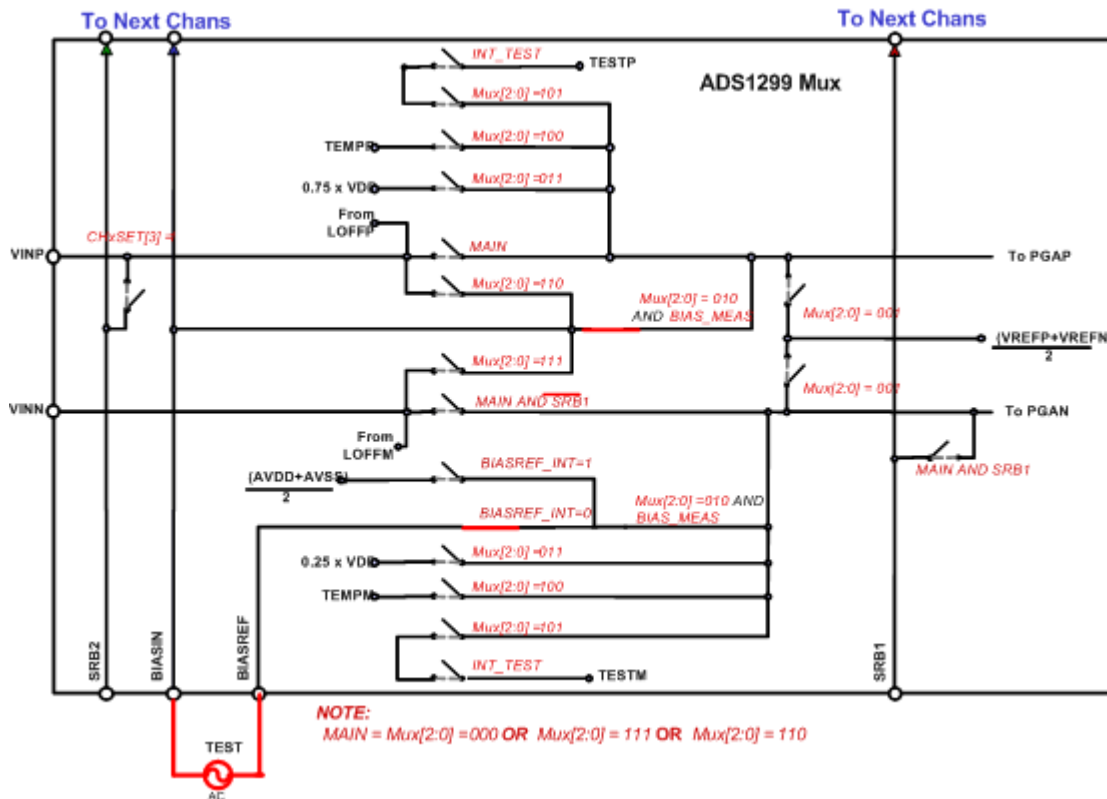 To Next Chans
To Next Chans
INT_TEST
TESTP
ADS1299 Mux
Mux[2:0] =101
TEMPP
Mux[2:0] =100
0.75 x VDD
Mux[2:0] =011
From
LOFFP
CHxSET[3] =
VINP
MAIN
To PGAP
Mux[2:0] =110
Mux[2:0] = 010
AND BIAS_MEAS
Mux[2:0] = 001
(VREFP+VREFN
2
Mux[2:0] =111
Mux[2:0] = 001
VINN
MAIN AND SRB1
To PGAN
From
LOFFM
BIASREF_INT=1
MAIN AND SRB1
(AVDD+AVSS)
2
BIASREF_INT=0
Mux[2:0] =010 AND
BIAS_MEAS
0.25 x VDD
Mux[2:0] =011
TEMPM
Mux[2:0] =100
Mux[2:0] =101
INT_TEST
TESTM
SRB2
BIASIN
BIASREF
SRB1
NOTE:
MAIN = Mux[2:0] =000 OR Mux[2:0] = 111 OR Mux[2:0] = 110
TEST
AC